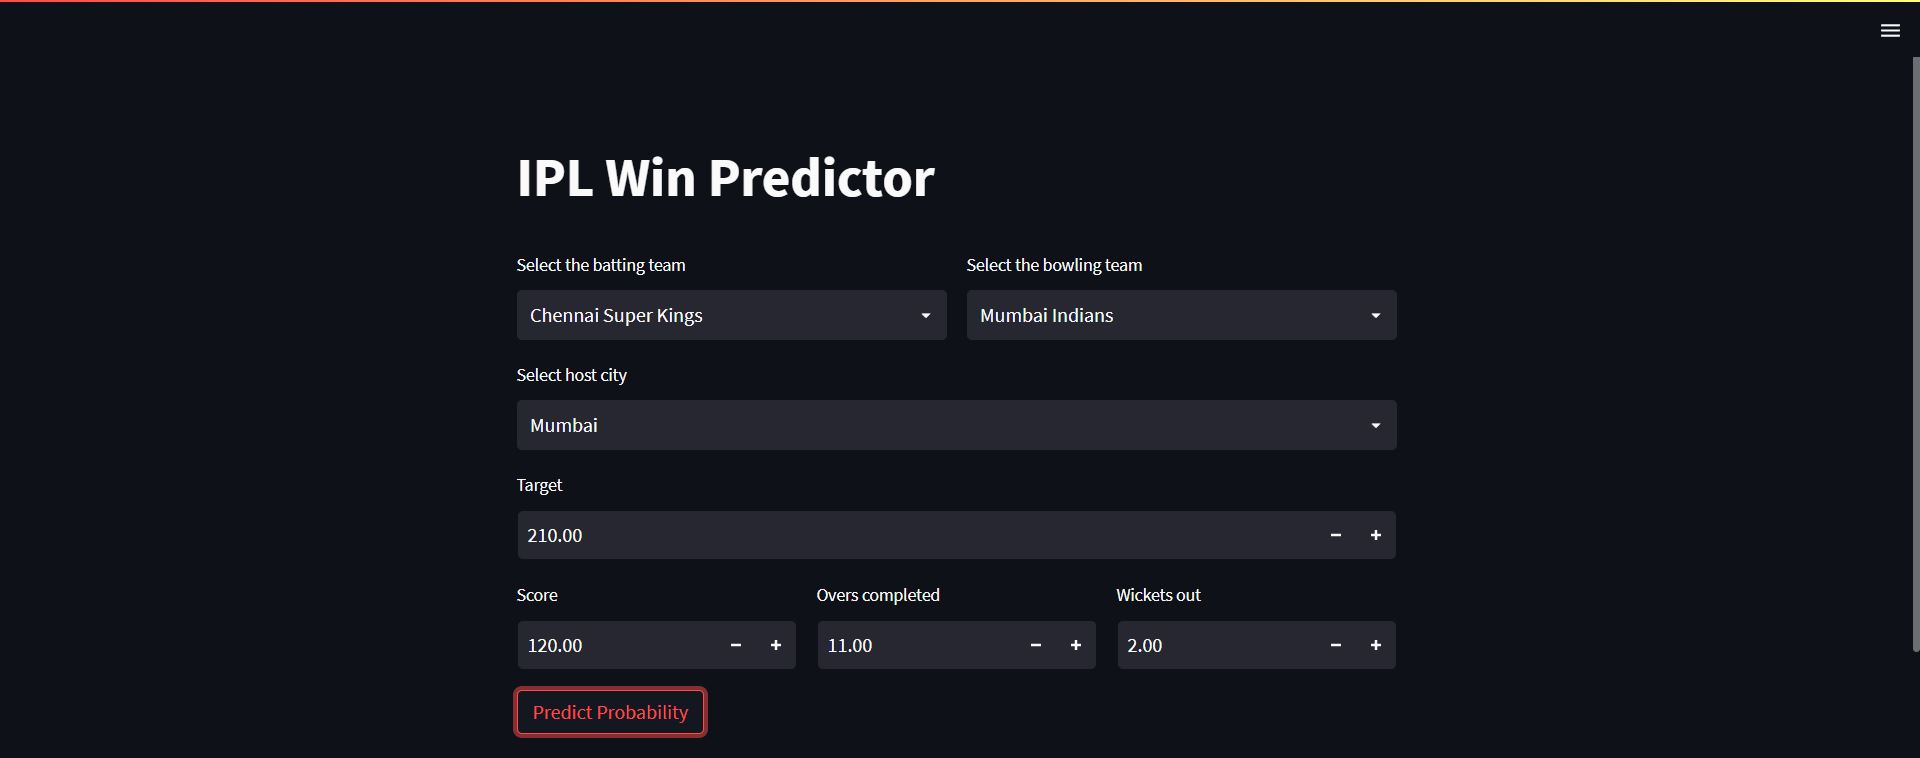 IPL Win Predictor
Select the batting team
Select the bowling team
Chennai Super Kings
Mumbai Indians
Select host city
Mumbai
Target
210.00
Score
Overs completed
Wickets out
120.00
11.00
2.00
Predict Probability